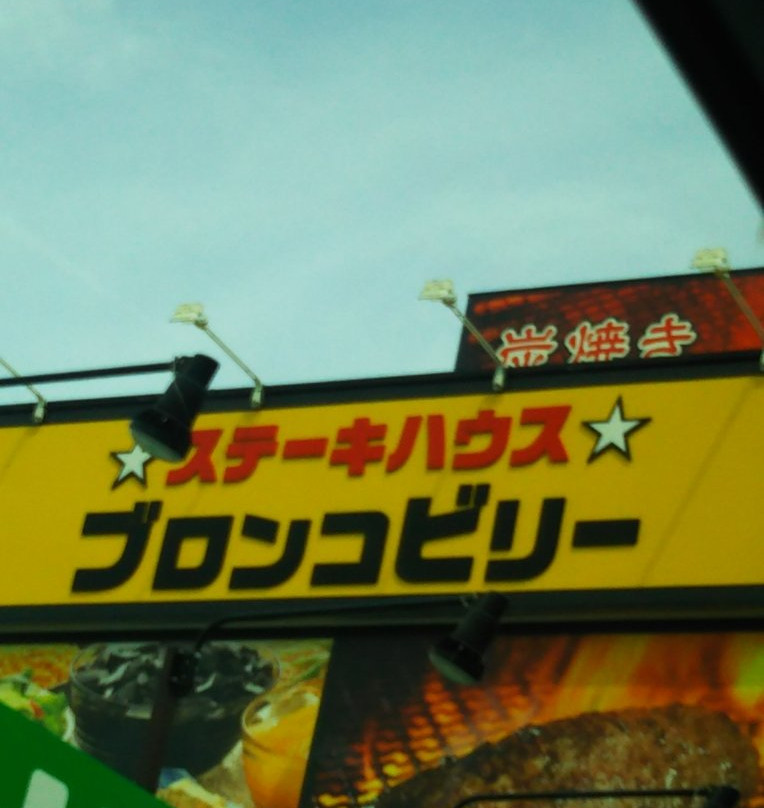 炭焼き
ステーキハウス
ブロンコビリー